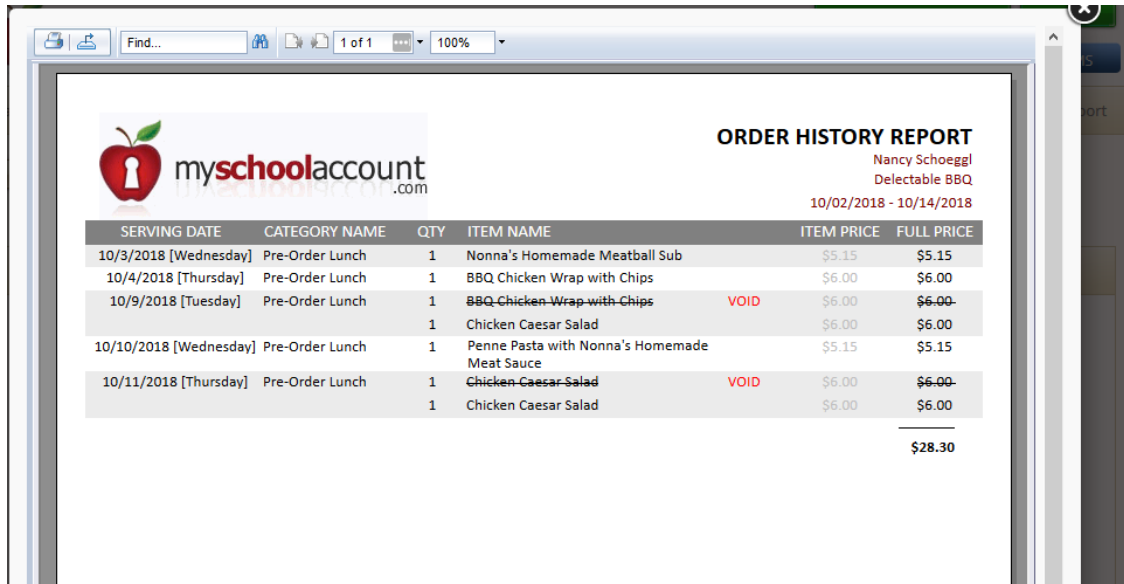 Find...
1 of 1
100%
MS
port
myschoolaccount
.com
ORDER HISTORY REPORT
Nancy Schoeggl
Delectable BBQ
10/02/2018 - 10/14/2018
SERVING DATE CATEGORY NAME QTY ITEM NAME ITEM PRICE FULL PRICE
10/3/2018 [Wednesday] Pre-Order Lunch 1 Nonna's Homemade Meatball Sub $5.15 $5.15
10/4/2018 [Thursday] Pre-Order Lunch 1 BBQ Chicken Wrap with Chips $6.00 $6.00
10/9/2018 [Tuesday] Pre-Order Lunch 1 BBQ Chicken Wrap with Chips VOID $6.00 $6.00
1 Chicken Caesar Salad $6.00 $6.00
10/10/2018 [Wednesday] Pre-Order Lunch 1 Penne Pasta with Nonna's Homemade $5.15 $5.15
Meat Sauce
10/11/2018 [Thursday] Pre-Order Lunch 1 Chicken Caesar Salad VOID $6.00 $6.00
1 Chicken Caesar Salad $6.00 $6.00
$28.30